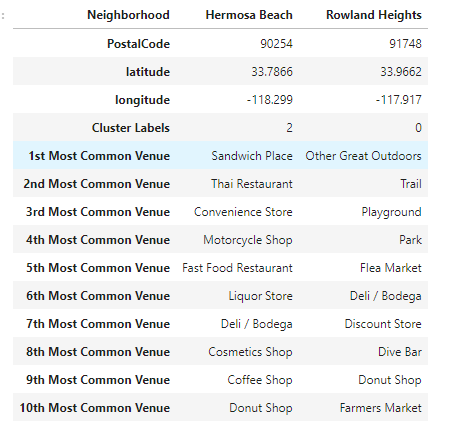 :
Neighborhood Hermosa Beach Rowland Heights
PostalCode 90254 91748
latitude 33.7866 33.9662
longitude -118.299 -117.917
Cluster Labels 2 0
1st Most Common Venue Sandwich Place Other Great Outdoors
2nd Most Common Venue Thai Restaurant Trail
3rd Most Common Venue Convenience Store Playground
4th Most Common Venue Motorcycle Shop Park
5th Most Common Venue Fast Food Restaurant Flea Market
6th Most Common Venue Liquor Store Deli / Bodega
7th Most Common Venue Deli / Bodega Discount Store
8th Most Common Venue Cosmetics Shop Dive Bar
9th Most Common Venue Coffee Shop Donut Shop
10th Most Common Venue Donut Shop Farmers Market